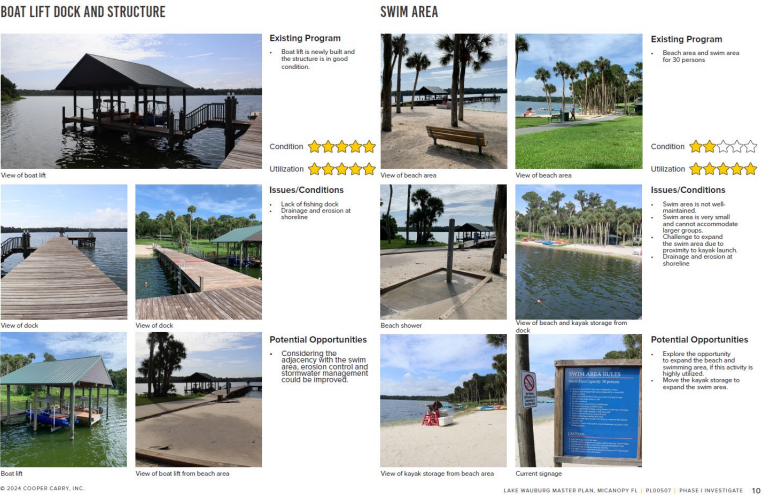 BOAT LIFT DOCK AND STRUCTURE
Existing Program
• Boat lift is newly built and
the structure is in good
condition.
Condition
Utilization
View of boat lift
Issues/Conditions
• Lack of fishing dock
• Drainage and erosion at
shoreline
View of dock
View of dock
Potential Opportunities
• Considering the
adjacency with the swim
area, erosion control and
stormwater management
could be improved.
Boat lift
View of boat lift from beach area
SWIM AREA
Existing Program
• Beach area and swim area
for 30 persons
Condition
Utilization
View of beach area
View of beach area
Issues/Conditions
• Swim area is not well-
maintained.
• Swim area is very small
and cannot accommodate
larger groups.
Challenge to expand
the swim area due to
proximity to kayak launch.
• Drainage and erosion at
shoreline
Beach shower
View of beach and kayak storage from
dock
Potential Opportunities
• Explore the opportunity
to expand the beach and
swimming area, if this activity is
highly utilized.
• Move the kayak storage to
expand the swim area.
SWIM AREA RULES
View of kayak storage from beach area
Current signage
© 2024 COOPER CARRY, INC.
LAKE WAUBURG MASTER PLAN, MICANOPY FL | PL00507 | PHASE I INVESTIGATE 10